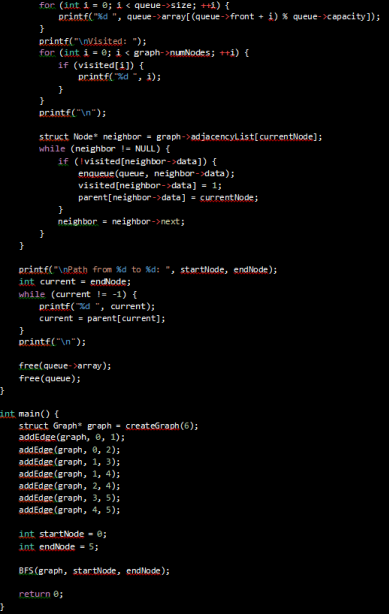 for (int i = 0; i < queue->size; ++i) {
printf("%d ", queue->array[(queue->front + i) % queue->capacity]);
}
printf("\nVisited: ");
for (int i = 0; i < graph->numNodes; ++i) {
if (visited[i]) {
printf("%d ", i);
}
}
printf("\n");
struct Node* neighbor = graph->adjacencyList[currentNode];
while (neighbor != NULL) {
if (!visited[neighbor->data]) {
enqueue(queue, neighbor->data);
visited[neighbor->data] = 1;
parent[neighbor->data] = currentNode;
}
neighbor = neighbor->next;
}
}
printf("\nPath from %d to %d: ", startNode, endNode);
int current = endNode;
while (current != -1) {
printf("%d ", current);
current = parent[current];
}
printf("\n");
free(queue->array);
free(queue);
}
int main() {
struct Graph* graph = createGraph(6);
addEdge(graph, 0, 1);
addEdge(graph, 0, 2);
addEdge(graph, 1, 3);
addEdge(graph, 1, 4);
addEdge(graph, 2, 4);
addEdge(graph, 3, 5);
addEdge(graph, 4, 5);
int startNode = 0;
int endNode = 5;
BFS(graph, startNode, endNode);
return 0;
}